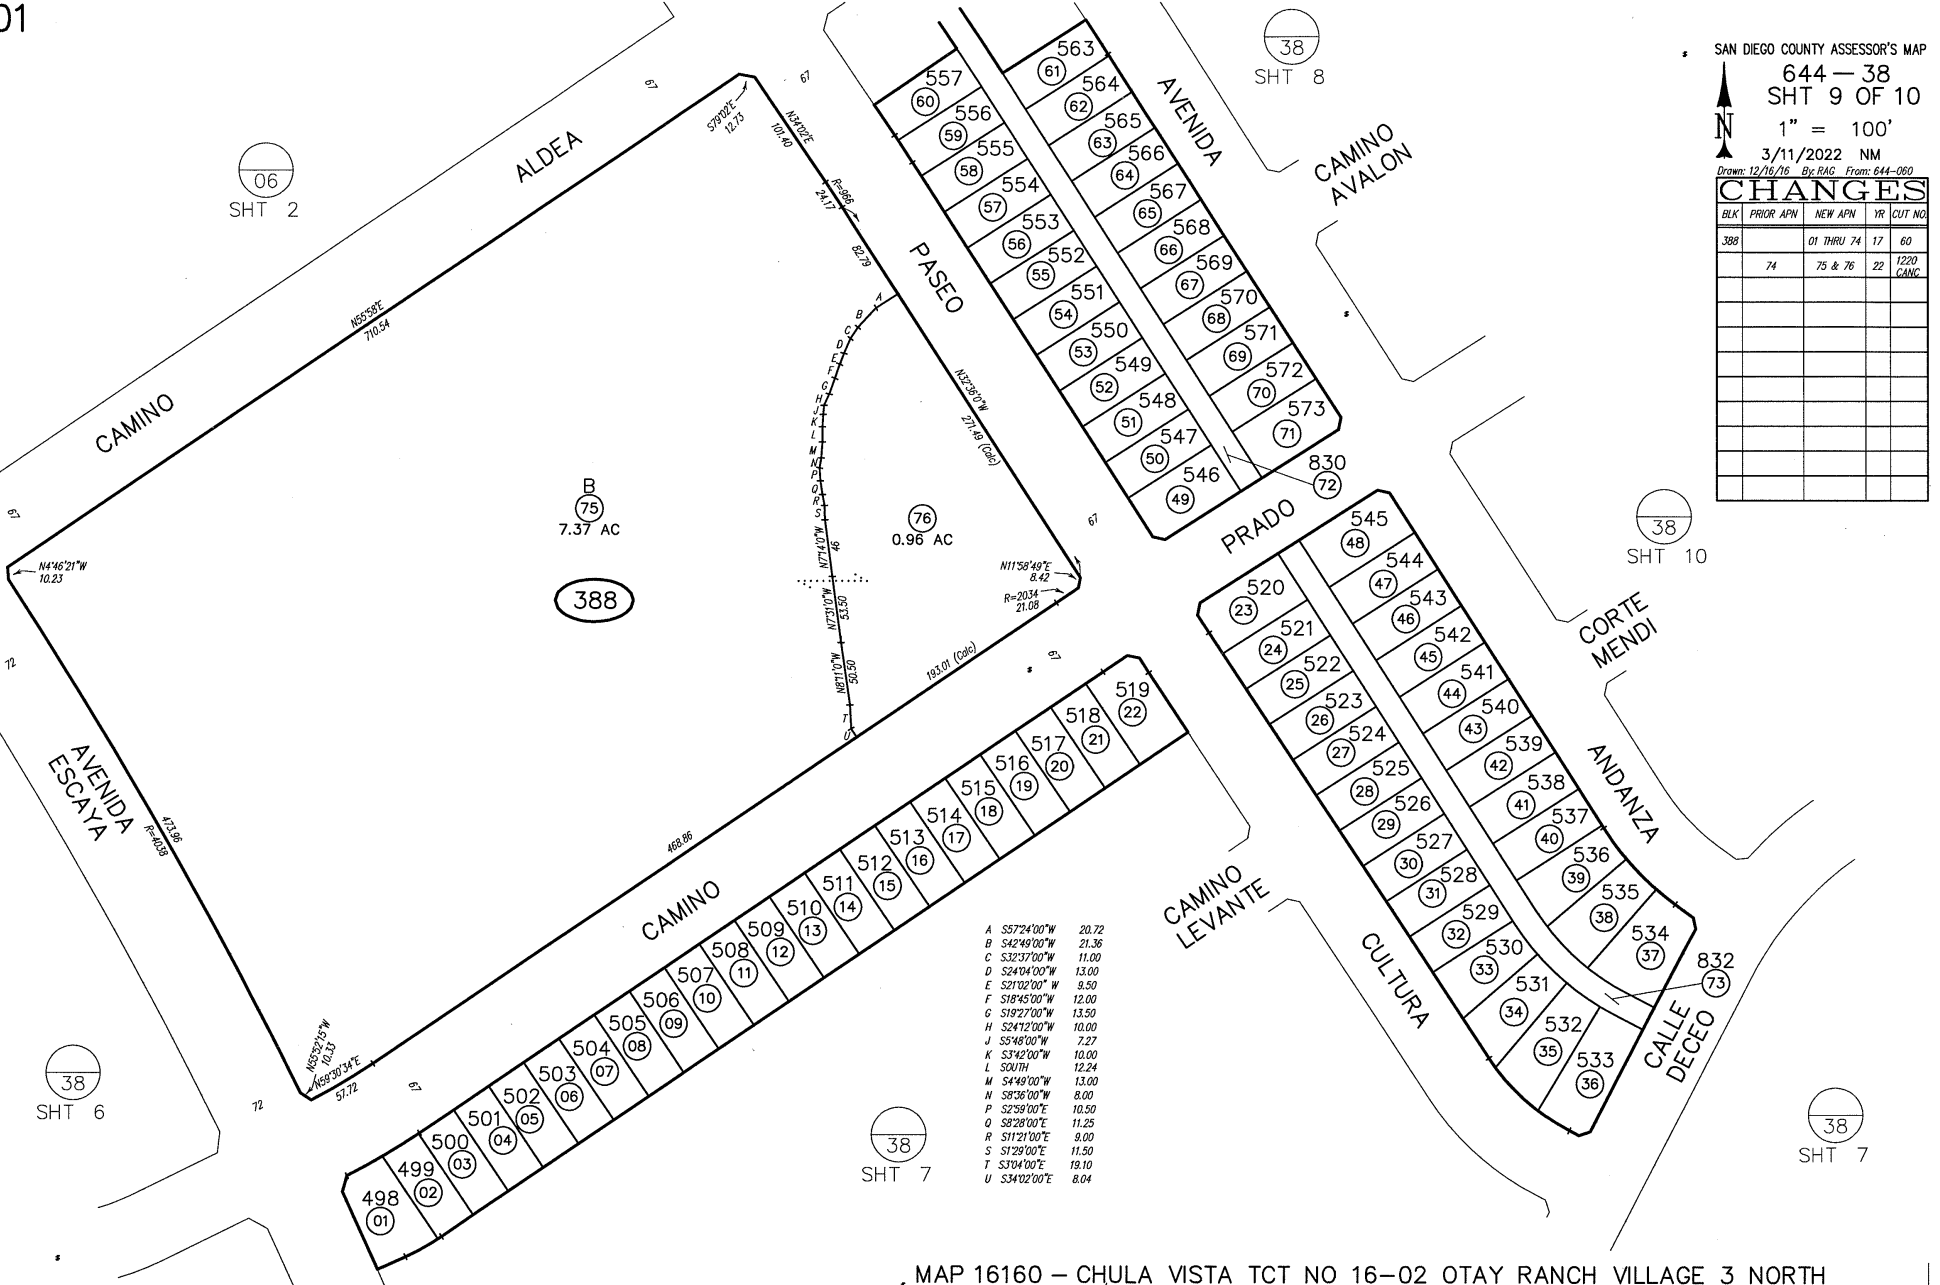 01
SAN DIEGO COUNTY ASSESSOR'S MAP
644 — 38
SHT 9 OF 10
N
1" = 100'
3/11/2022 NM
Drawn: 12/16/16 By: RAG From: 644-060
CHANGES
BLK PRIOR APN NEW APN YR CUT NO.
388 01 THRU 74 17 60
74 75 & 76 22 1220 CANC
38
SHT 8
06
SHT 2
38
SHT 10
38
SHT 6
38
SHT 7
38
SHT 7
CAMINO ALDEA
AVENIDA
ESCAYA
PASEO
CULTURA
AVENIDA
ANDANZA
CAMINO
PRADO
CAMINO
AVALON
CORTE
MENDI
CAMINO
LEVANTE
CALLE
DECEO
67
67
67
72
72
67
67
67
S79°02'E
12.73
N34°02'E
101.40
R=966
24.17
82.79
N55°58'E
710.54
N32°36'0"W
271.49 (Calc)
N4°46'21"W
10.23
N11°58'49"E
8.42
R=2034
21.08
193.01 (Calc)
468.86
473.96
R=4038
N55°52'15"W
10.33
N59°30'34"E
57.72
B
75
7.37 AC
76
0.96 AC
388
A
B
C
D
E
F
G
H
J
K
L
M
N
P
Q
R
S
N7°14'0"W
46
N7°31'0"W
53.50
N8°11'0"W
50.50
T
U
557
60
556
59
555
58
554
57
553
56
552
55
551
54
550
53
549
52
548
51
547
50
546
49
563
61
564
62
565
63
566
64
567
65
568
66
569
67
570
68
571
69
572
70
573
71
830
72
545
48
544
47
543
46
542
45
541
44
540
43
539
42
538
41
537
40
536
39
535
38
534
37
832
73
520
23
521
24
522
25
523
26
524
27
525
28
526
29
527
30
528
31
529
32
530
33
531
34
532
35
533
36
519
22
518
21
517
20
516
19
515
18
514
17
513
16
512
15
511
14
510
13
509
12
508
11
507
10
506
09
505
08
504
07
503
06
502
05
501
04
500
03
499
02
498
01
A S57°24'00"W 20.72
B S42°49'00"W 21.36
C S32°37'00"W 11.00
D S24°04'00"W 13.00
E S21°02'00" W 9.50
F S18°45'00"W 12.00
G S19°27'00"W 13.50
H S24°12'00"W 10.00
J S5°48'00"W 7.27
K S3°42'00"W 10.00
L SOUTH 12.24
M S4°49'00"W 13.00
N S8°36'00"W 8.00
P S2°59'00"E 10.50
Q S8°28'00"E 11.25
R S11°21'00"E 9.00
S S1°29'00"E 11.50
T S3°04'00"E 19.10
U S34°02'00"E 8.04
MAP 16160 — CHULA VISTA TCT NO 16-02 OTAY RANCH VILLAGE 3 NORTH